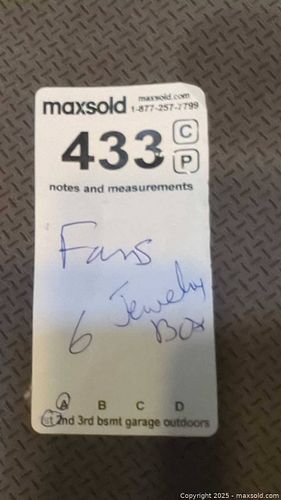 maxsold maxsold.com
1-877-257-7799
433 C
P
notes and measurements
Fans
6 Jewelry
Box
A B C D
1st 2nd 3rd bsmt garage outdoors
Copyright 2025 - maxsold.com